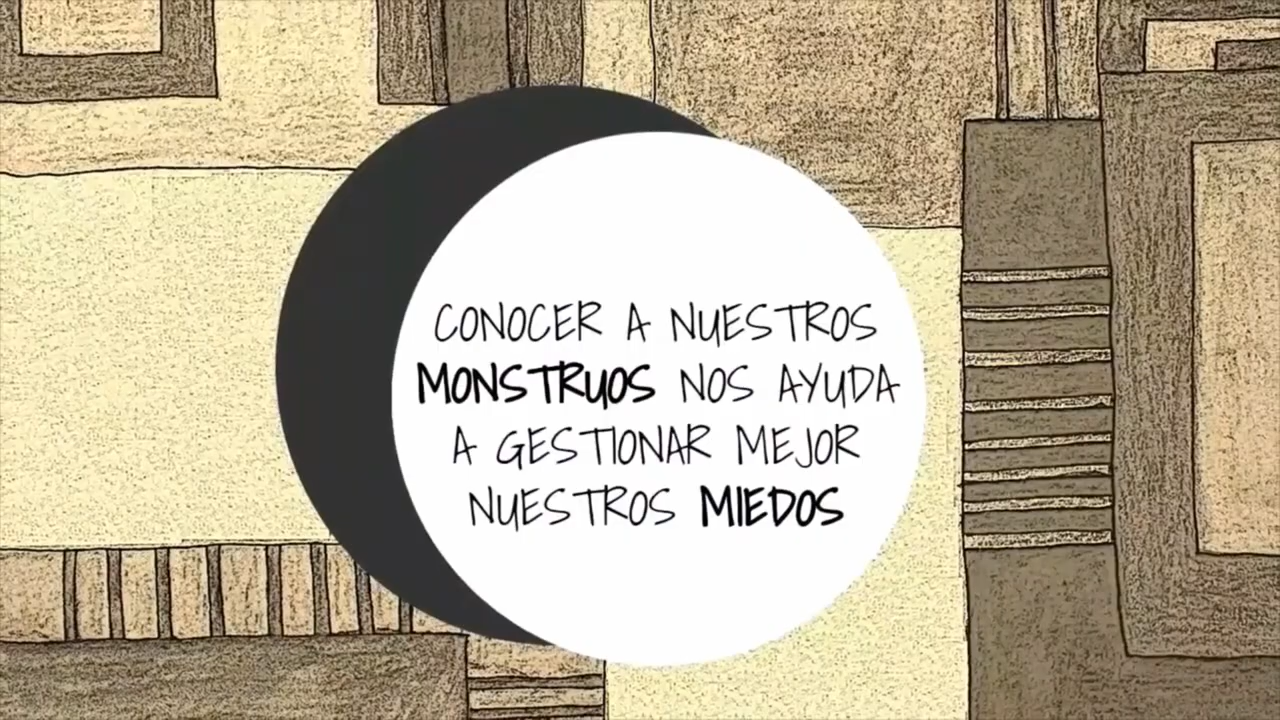 CONOCER A NUESTROS
MONSTRUOS NOS AYUDA
A GESTIONAR MEJOR
NUESTROS MIEDOS